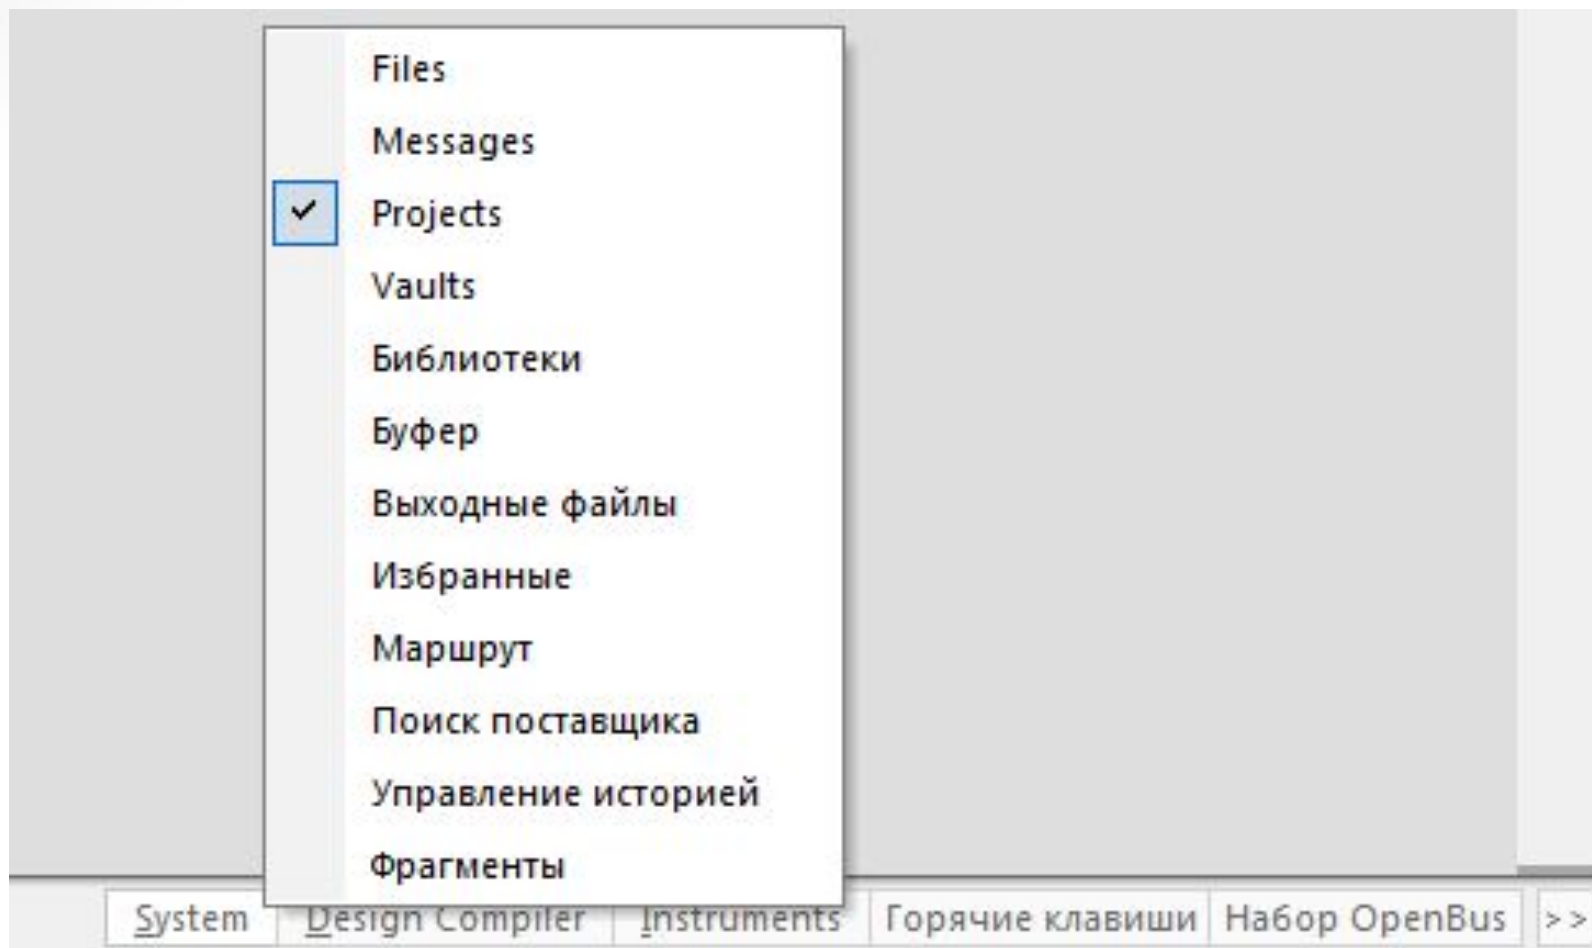 Files
Messages
Projects
Vaults
Библиотеки
Буфер
Выходные файлы
Избранные
Маршрут
Поиск поставщика
Управление историей
Фрагменты
System Design Compiler Instruments Горячие клавиши Набор OpenBus >>